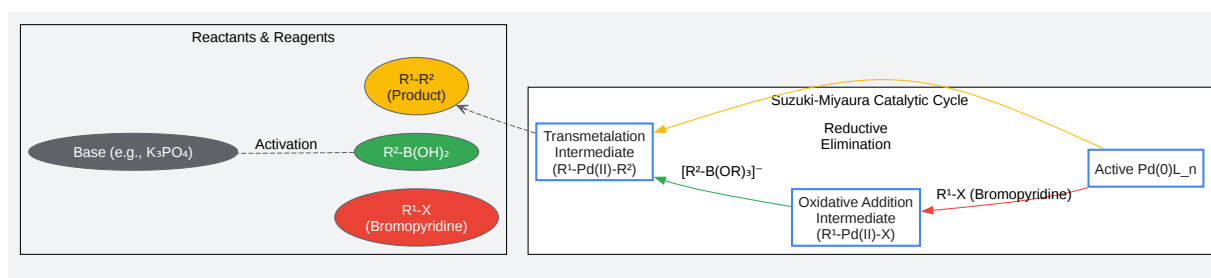 Reactants & Reagents
R¹-R²
(Product)
Base (e.g., K₃PO₄)
Activation
R²-B(OH)₂
R¹-X
(Bromopyridine)
Suzuki-Miyaura Catalytic Cycle
Reductive
Elimination
Transmetalation
Intermediate
(R¹-Pd(II)-R²)
[R²-B(OR)₃]⁻
Active Pd(0)L_n
R¹-X (Bromopyridine)
Oxidative Addition
Intermediate
(R¹-Pd(II)-X)